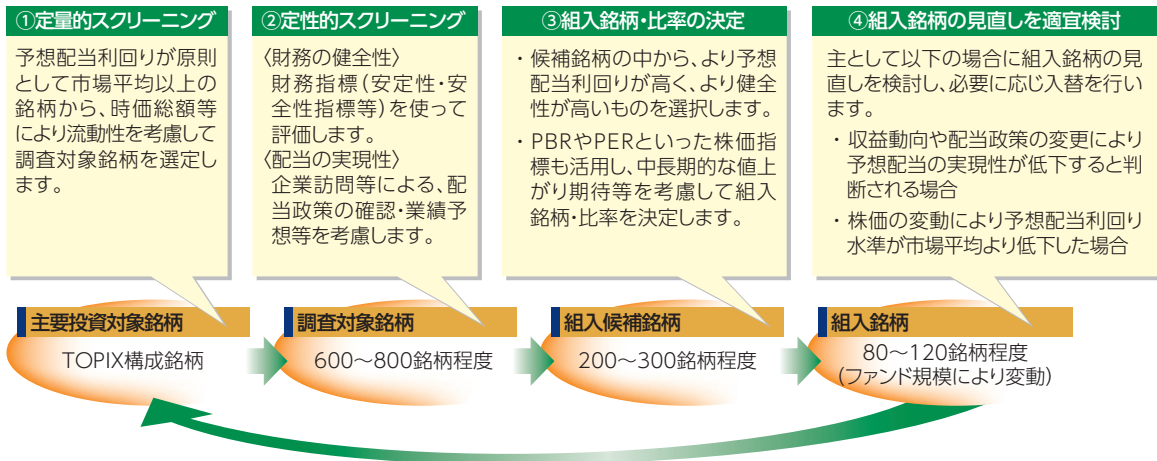 ①定量的スクリーニング
予想配当利回りが原則
として市場平均以上の
銘柄から、時価総額等
により流動性を考慮して
調査対象銘柄を選定し
ます。
②定性的スクリーニング
〈財務の健全性〉
財務指標(安定性・安
全性指標等)を使って
評価します。
〈配当の実現性〉
企業訪問等による、配
当政策の確認・業績予
想等を考慮します。
③組入銘柄・比率の決定
・候補銘柄の中から、より予想
配当利回りが高く、より健全
性が高いものを選択します。
・PBRやPERといった株価指
標も活用し、中長期的な値上
がり期待等を考慮して組入
銘柄・比率を決定します。
④組入銘柄の見直しを適宜検討
主として以下の場合に組入銘柄の見
直しを検討し、必要に応じ入替を行い
ます。
・収益動向や配当政策の変更により
予想配当の実現性が低下すると判
断される場合
・株価の変動により予想配当利回り
水準が市場平均より低下した場合
主要投資対象銘柄
TOPIX構成銘柄
調査対象銘柄
600〜800銘柄程度
組入候補銘柄
200〜300銘柄程度
組入銘柄
80〜120銘柄程度
(ファンド規模により変動)